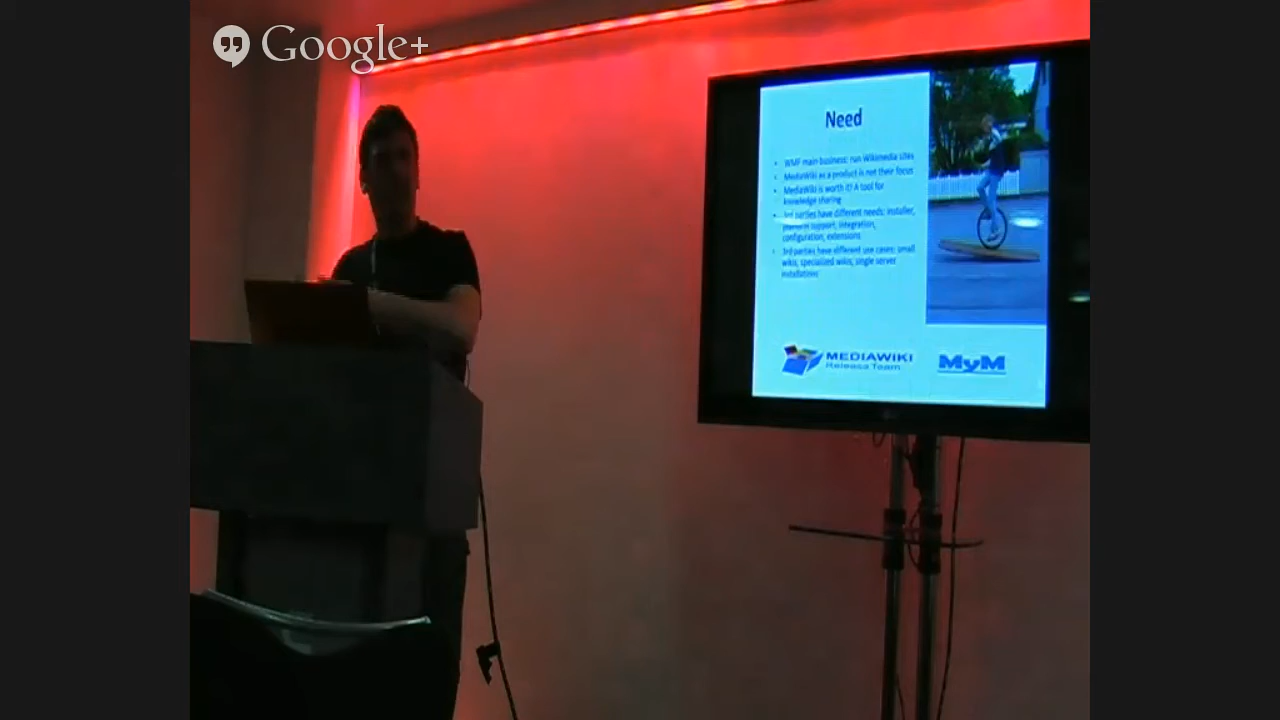 Google+
Need
WMF main business: run Wikimedia sites
MediaWiki as a product is not their focus
MediaWiki is worth it! A tool for
knowledge sharing
3rd parties have different needs: installer,
platform support, integration,
configuration, extensions
3rd parties have different use cases: small
wikis, specialized wikis, single server
installations
MEDIAWIKI
Release Team
MyM